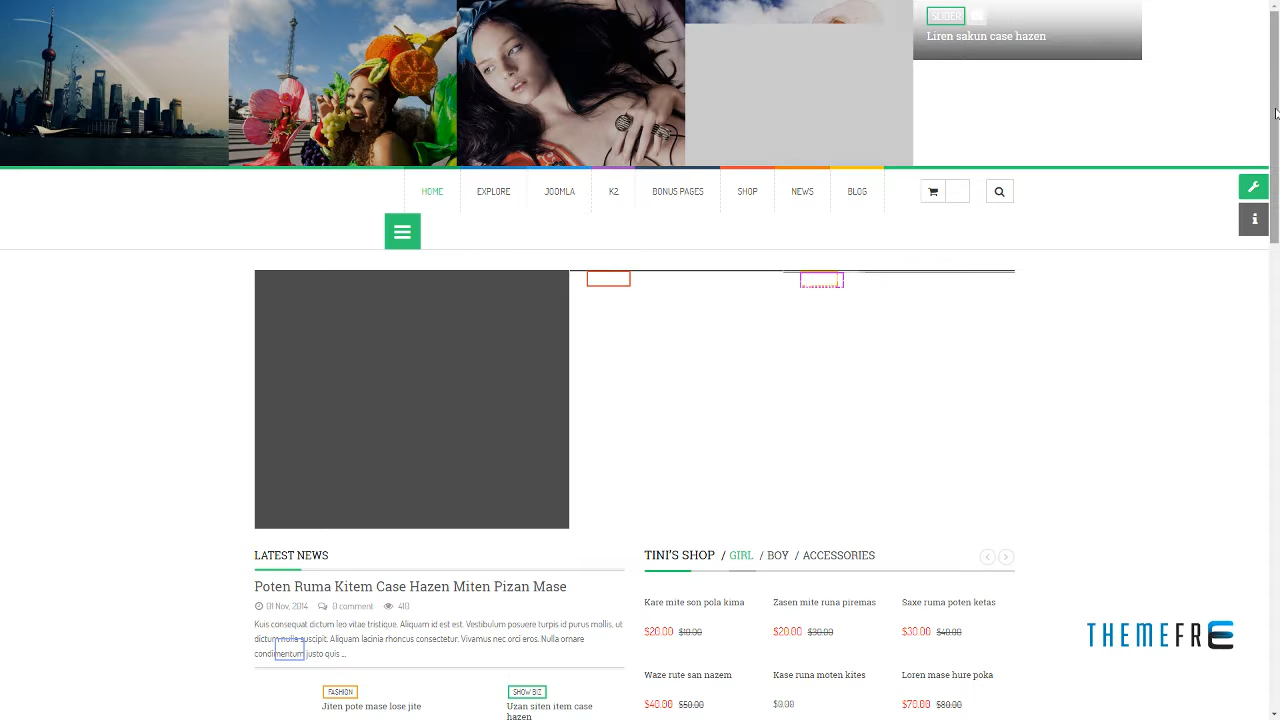 SLIDER
Liren sakun case hazen
HOME EXPLORE JOOMLA K2 BONUS PAGES SHOP NEWS BLOG
LATEST NEWS
Poten Ruma Kitem Case Hazen Miten Pizan Mase
01 Nov, 2014 0 comment 410
Kuis consequat dictum leo vitae tristique. Aliquam id est est. Vestibulum posuere turpis id purus mollis, ut
dictum nulla suscipit. Aliquam lacinia rhoncus consectetur. Vivamus nec orci eros. Nulla ornare
condimentum justo quis ...
FASHION
Jiten pote mase lose jite
SHOW BIZ
Uzan siten item case
hazen
TINI'S SHOP / GIRL / BOY / ACCESSORIES
Kare mite son pola kima
$20.00 $10.00
Zasen mite runa piremas
$20.00 $30.00
Saxe ruma poten ketas
$30.00 $40.00
Waze rute san nazem
$40.00 $50.00
Kase runa moten kites
$0.00
Loren mase hure poka
$70.00 $80.00
THEMEFRE